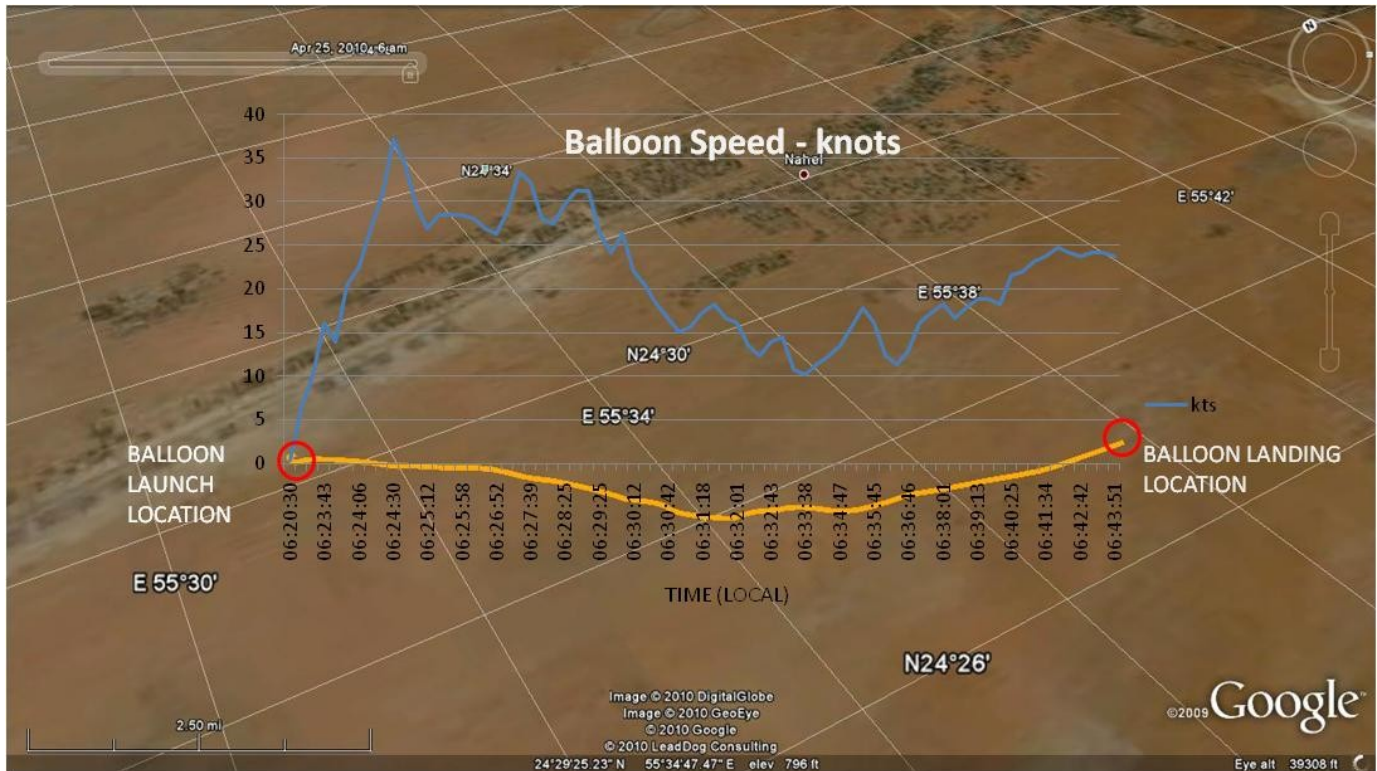 Apr 25, 2010
Balloon Speed - knots
40
35
30
25
20
15
10
5
0
Nahel
N24°34'
E 55°42'
E 55°38'
N24°30'
E 55°34'
kts
BALLOON
LAUNCH
LOCATION
BALLOON LANDING
LOCATION
06:20:30
06:23:43
06:24:06
06:24:30
06:25:12
06:25:58
06:26:52
06:27:39
06:28:25
06:29:25
06:30:12
06:30:42
06:31:18
06:32:01
06:32:43
06:33:38
06:34:47
06:35:45
06:36:46
06:38:01
06:39:13
06:40:25
06:41:34
06:42:42
06:43:51
TIME (LOCAL)
E 55°30'
N24°26'
N
2.50 mi
Image © 2010 DigitalGlobe
Image © 2010 GeoEye
© 2010 Google
© 2010 LeadDog Consulting
©2009 Google
24°29'25.23" N 55°34'47.47" E elev 796 ft
Eye alt 39308 ft